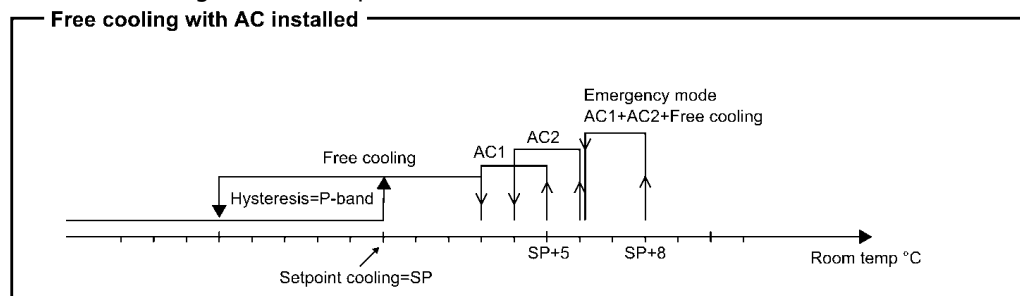 Free cooling with AC installed
Emergency mode
AC1+AC2+Free cooling
AC2
AC1
Free cooling
Hysteresis=P-band
SP+5
SP+8
Room temp °C
Setpoint cooling=SP